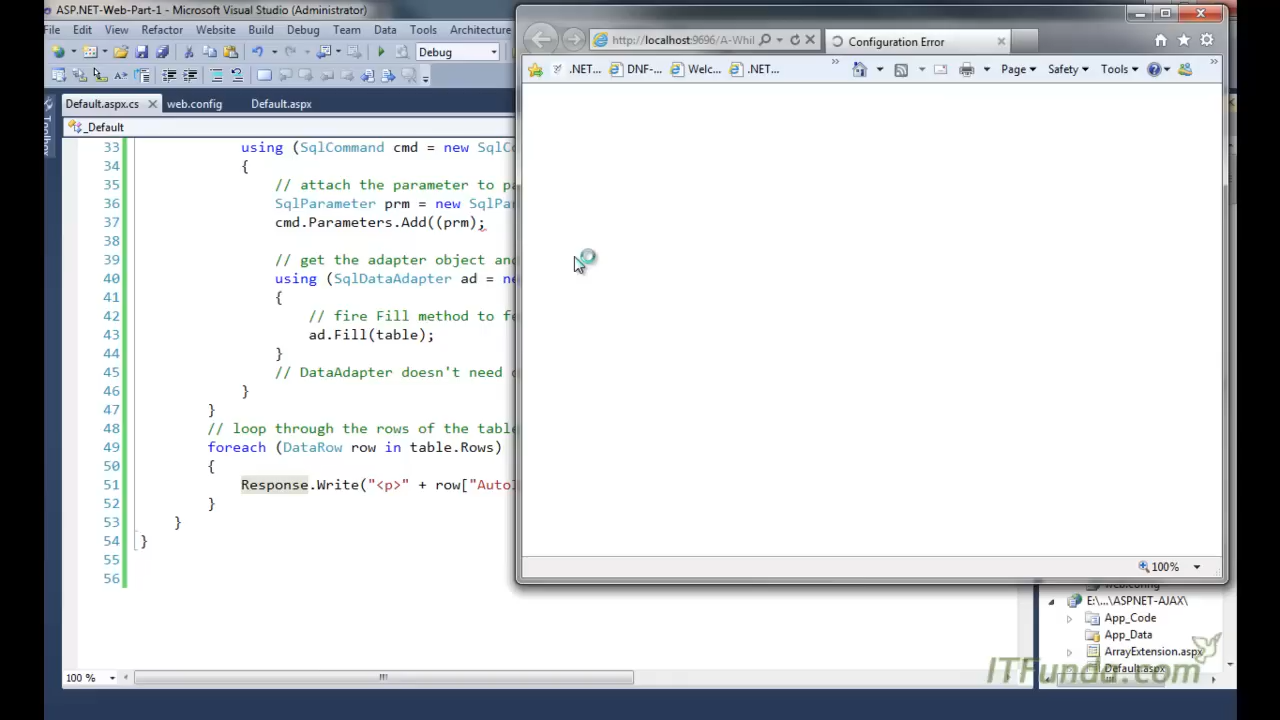 ASP.NET-Web-Part-1 - Microsoft Visual Studio (Administrator)
File Edit View Refactor Website Build Debug Team Data Tools Architecture
Debug
Default.aspx.cs web.config Default.aspx
Toolbox
_Default
33 using (SqlCommand cmd = new
34 {
35 // attach the parameter to
36 SqlParameter prm = new
37 cmd.Parameters.Add((prm);
38
39 // get the adapter object
40 using (SqlDataAdapter ad =
41 {
42 // fire Fill method to
43 ad.Fill(table);
44 }
45 // DataAdapter doesn't need
46 }
47 }
48 // loop through the rows of the table
49 foreach (DataRow row in table.Rows)
50 {
51 Response.Write("<p>" + row["Auto
52 }
53 }
54 }
55
56
100 %
http://localhost:9696/A-Whil
Configuration Error
.NET... DNF-... Welc... .NET...
Page Safety Tools
100%
web.config
E:\...\ASPNET-AJAX\
App_Code
App_Data
ArrayExtension.aspx
Default.aspx
ITFunda.com